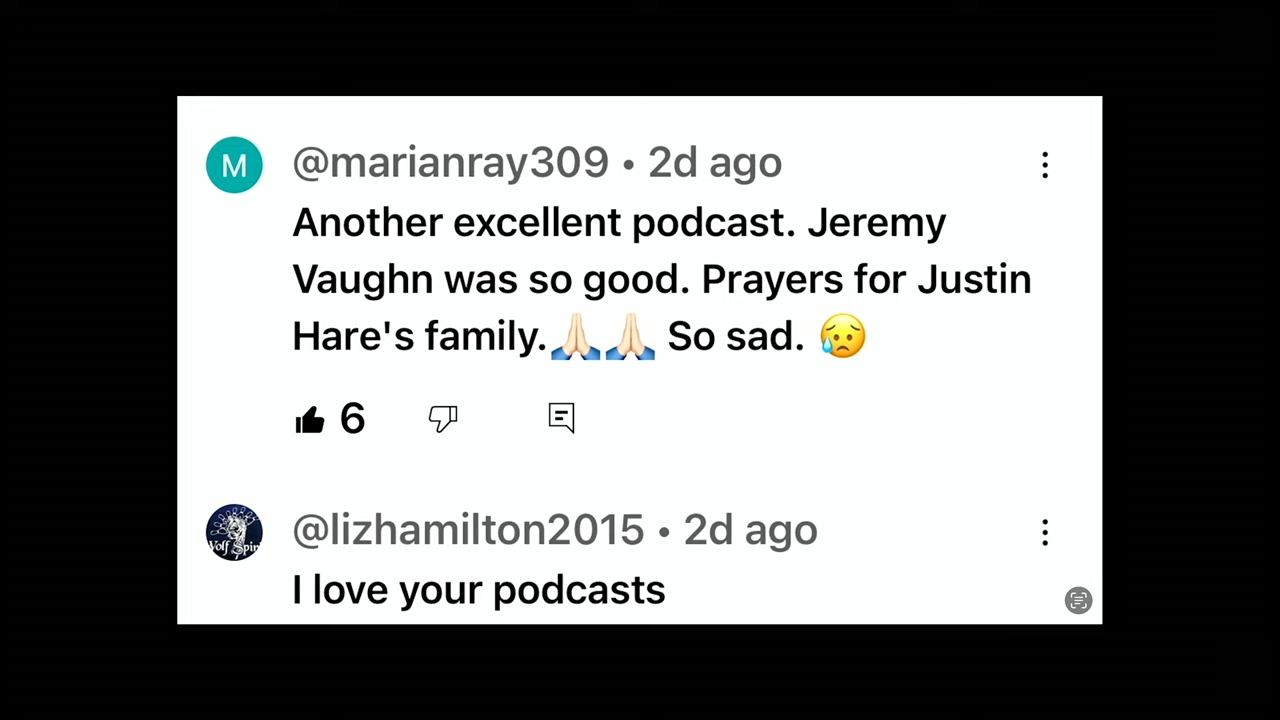 M
@marianray309 • 2d ago
Another excellent podcast. Jeremy
Vaughn was so good. Prayers for Justin
Hare's family.🙏🏻🙏🏻 So sad. 😥
6
@lizhamilton2015 • 2d ago
I love your podcasts